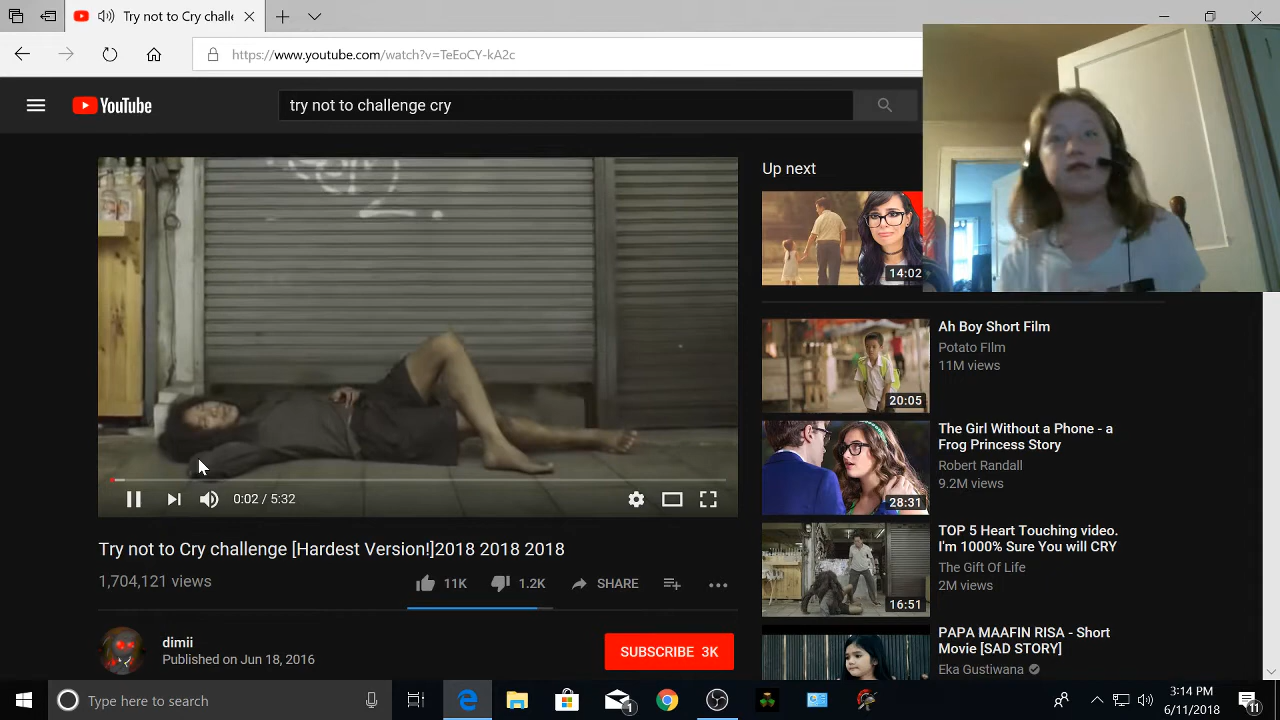 Try not to Cry chall
https://www.youtube.com/watch?v=TeEoCY-kA2c
YouTube
try not to challenge cry
Up next
14:02
Ah Boy Short Film
Potato FIlm
11M views
20:05
The Girl Without a Phone - a
Frog Princess Story
Robert Randall
9.2M views
28:31
TOP 5 Heart Touching video.
I'm 1000% Sure You will CRY
The Gift Of Life
2M views
16:51
PAPA MAAFIN RISA - Short
Movie [SAD STORY]
Eka Gustiwana
0:02 / 5:32
Try not to Cry challenge [Hardest Version!]2018 2018 2018
1,704,121 views
11K
1.2K
SHARE
dimii
Published on Jun 18, 2016
SUBSCRIBE 3K
Type here to search
1
3:14 PM
6/11/2018
11